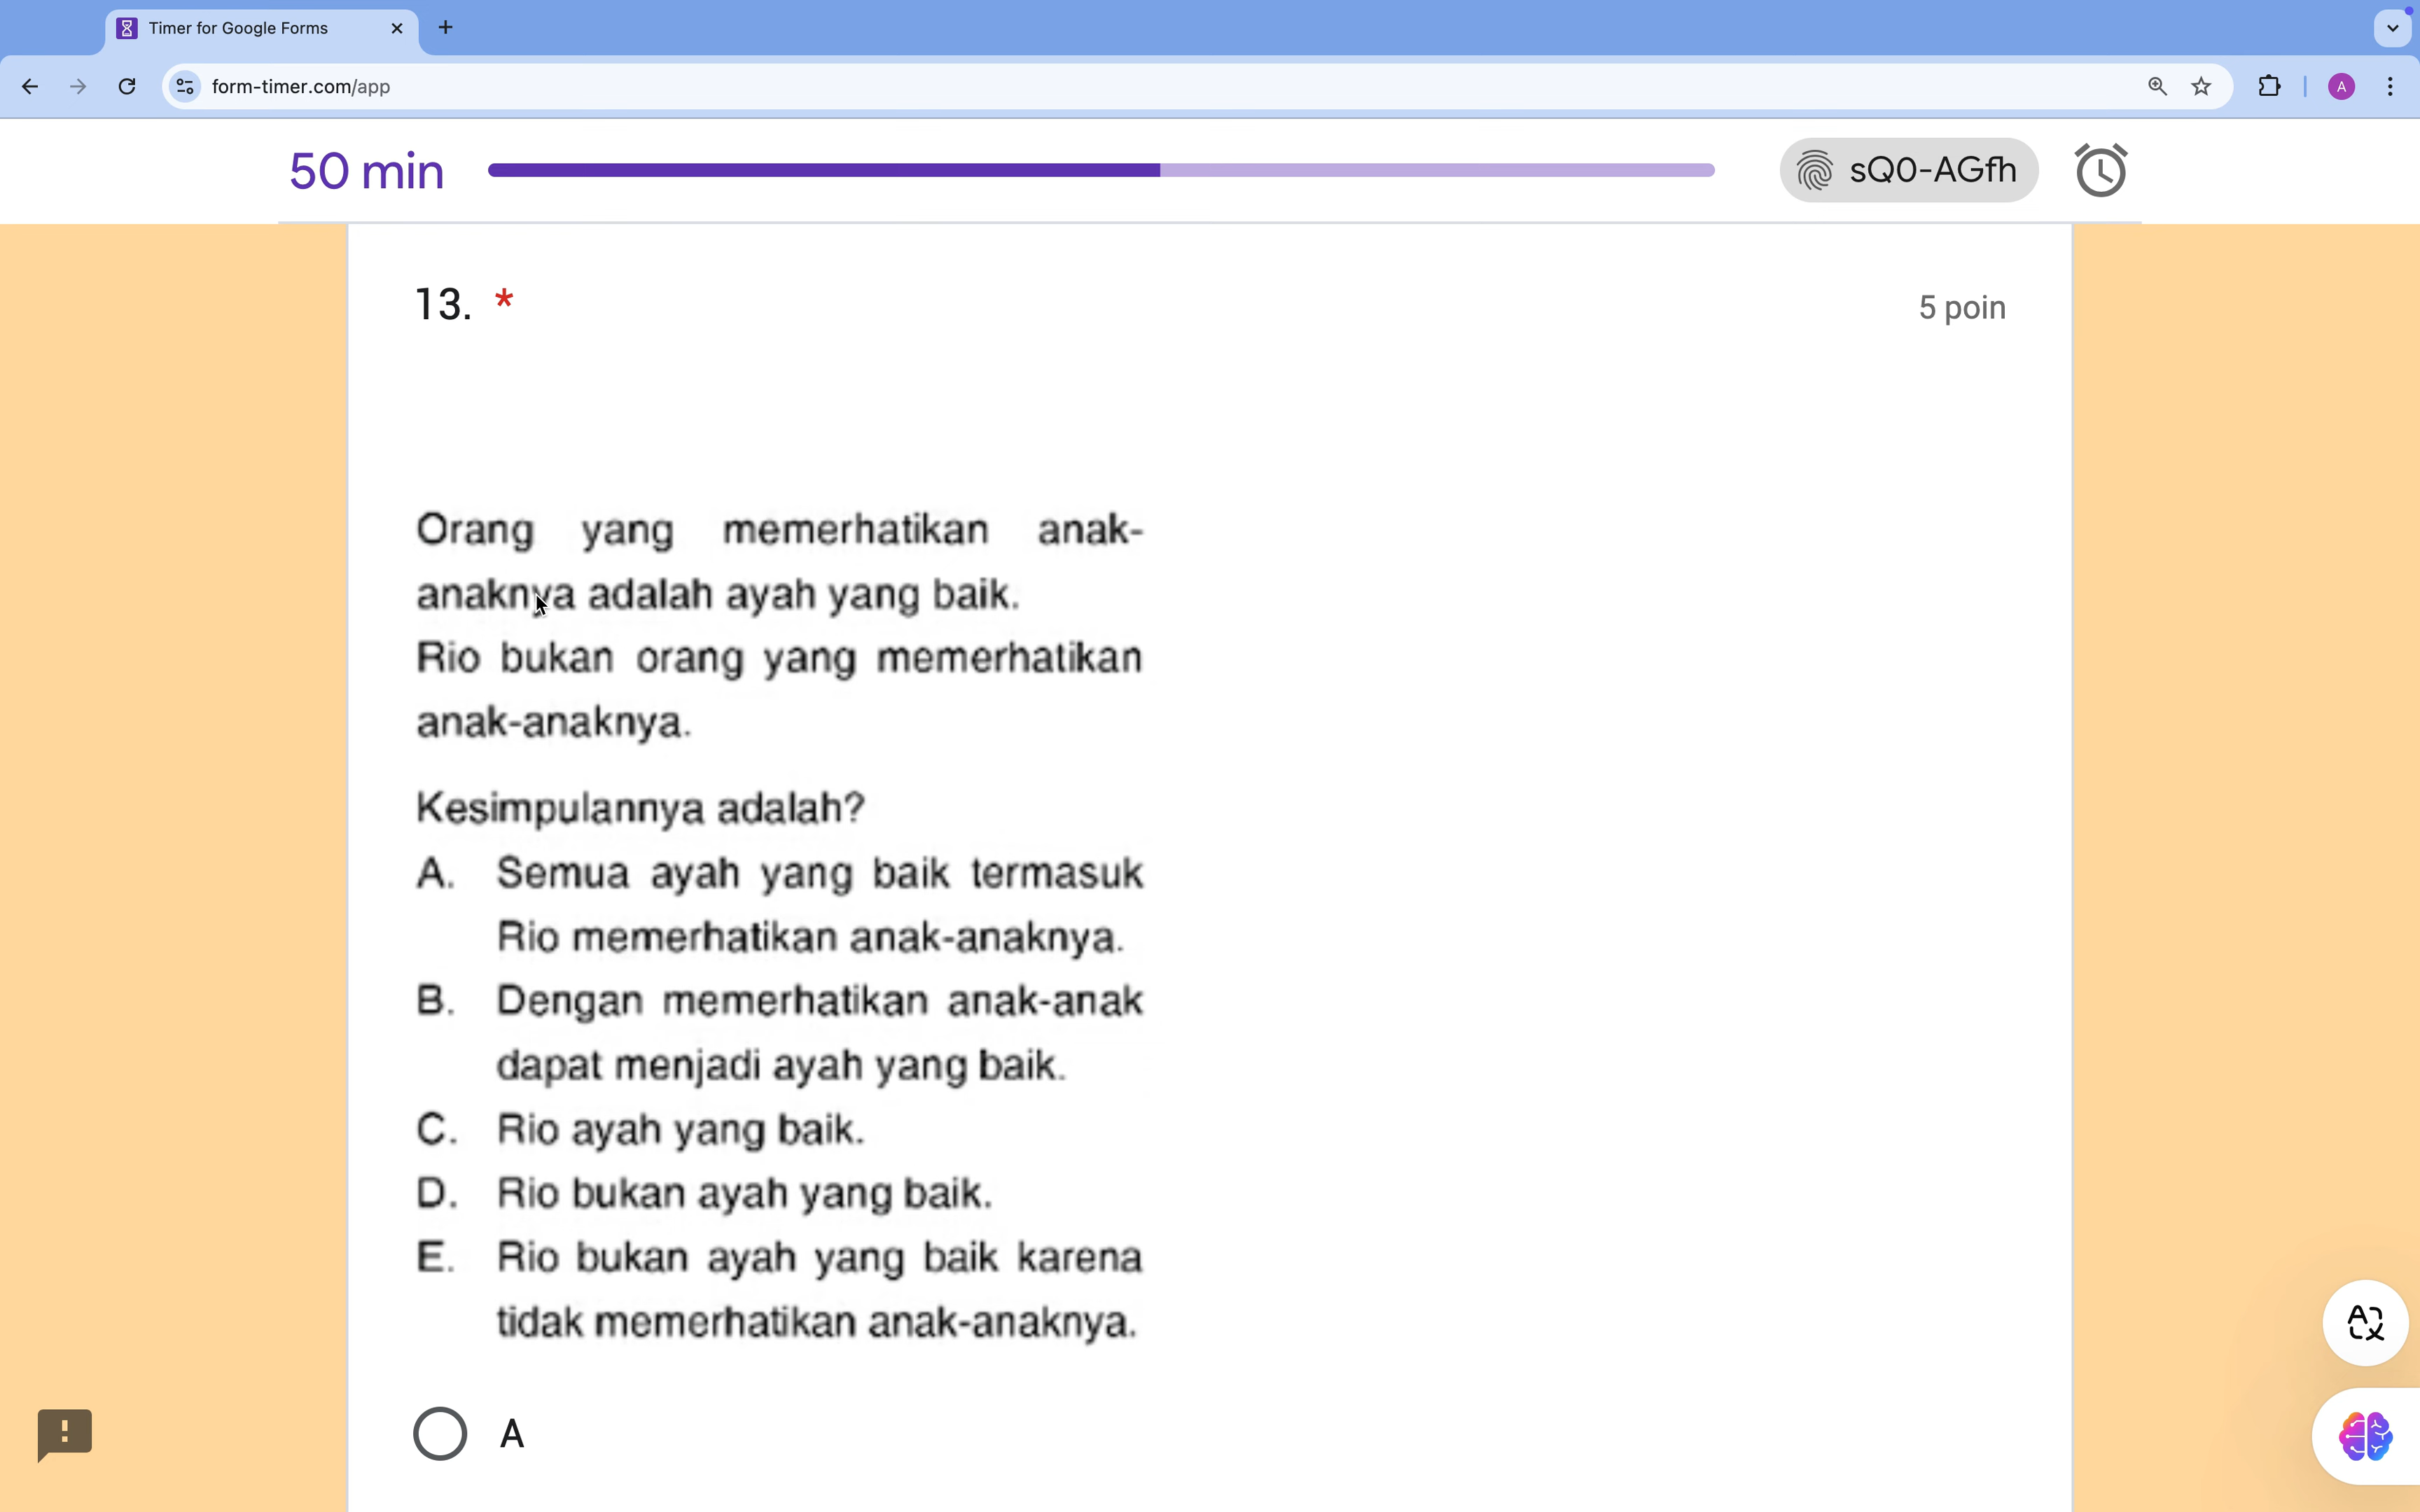 Timer for Google Forms
form-timer.com/app
A
50 min
sQ0-AGfh
13. *
5 poin
Orang yang memerhatikan anak-
anaknya adalah ayah yang baik.
Rio bukan orang yang memerhatikan
anak-anaknya.
Kesimpulannya adalah?
A. Semua ayah yang baik termasuk
Rio memerhatikan anak-anaknya.
B. Dengan memerhatikan anak-anak
dapat menjadi ayah yang baik.
C. Rio ayah yang baik.
D. Rio bukan ayah yang baik.
E. Rio bukan ayah yang baik karena
tidak memerhatikan anak-anaknya.
A